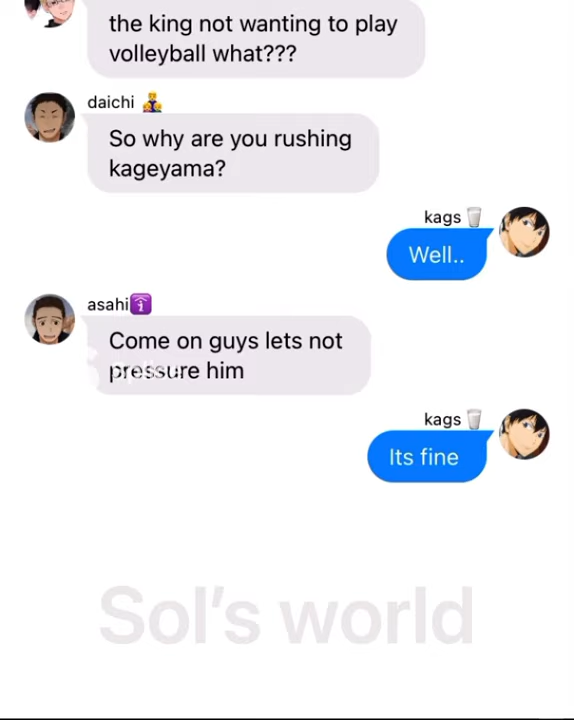 the king not wanting to play
volleyball what???
daichi
So why are you rushing
kageyama?
kags
Well..
asahi
Come on guys lets not
pressure him
kags
Its fine
Sol's world